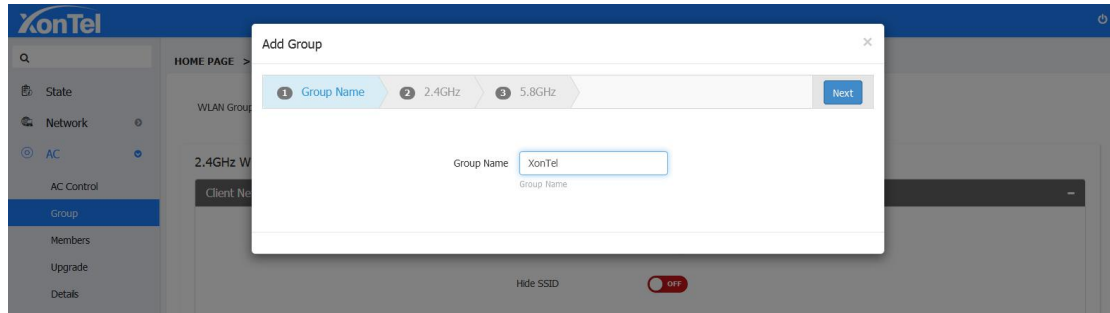 XonTel
Add Group
×
HOME PAGE >
1 Group Name 2 2.4GHz 3 5.8GHz Next
State
WLAN Group
Network
AC
Group Name XonTel
Group Name
2.4GHz W
AC Control
Client Ne
Group
Members
Upgrade
Hide SSID OFF
Details